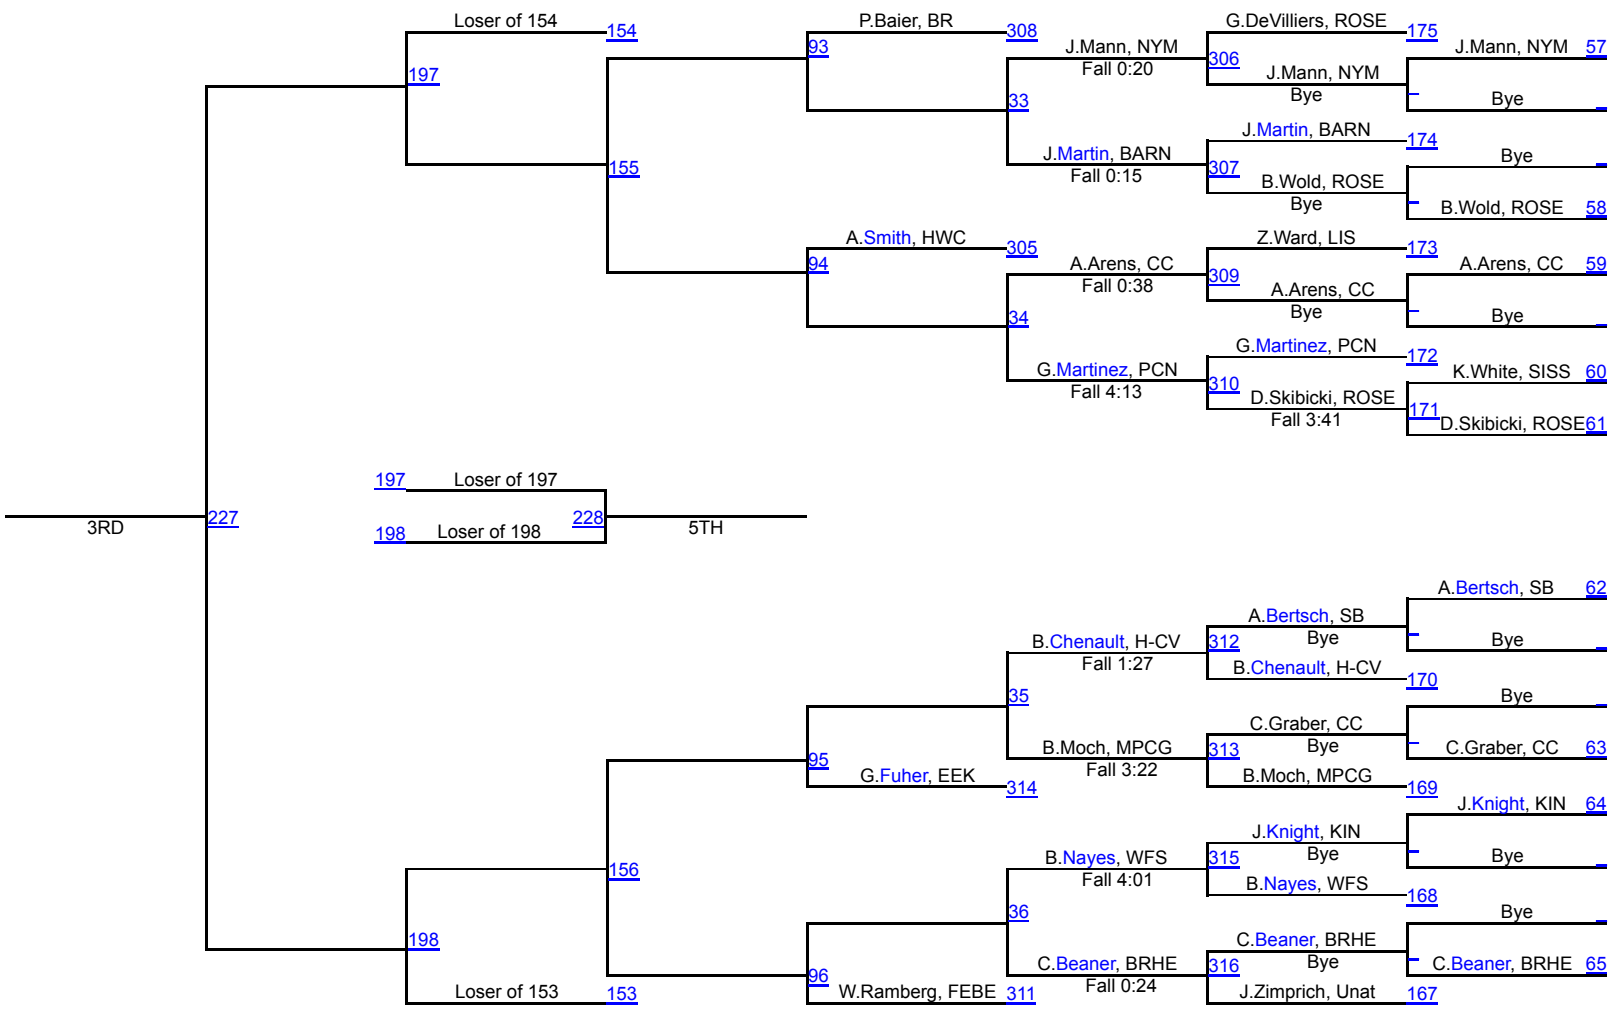 Loser of 154 154
197
155
P.Baier, BR 308
93
J.Mann, NYM
Fall 0:20
33
J.Martin, BARN
Fall 0:15
G.DeVilliers, ROSE 175
306
J.Mann, NYM
Bye
J.Mann, NYM 57
Bye
J.Martin, BARN 174
307
B.Wold, ROSE
Bye
Bye
B.Wold, ROSE 58
A.Smith, HWC 305
94
A.Arens, CC
Fall 0:38
34
G.Martinez, PCN
Fall 4:13
Z.Ward, LIS 173
309
A.Arens, CC
Bye
A.Arens, CC 59
Bye
G.Martinez, PCN 172
310
D.Skibicki, ROSE
Fall 3:41
K.White, SISS 60
171
D.Skibicki, ROSE 61
197 Loser of 197
3RD
227
228
5TH
198 Loser of 198
A.Bertsch, SB 62
A.Bertsch, SB
Bye
Bye
312
B.Chenault, H-CV
Fall 1:27
B.Chenault, H-CV 170
35
Bye
C.Graber, CC
Bye
C.Graber, CC 63
B.Moch, MPCG
Fall 3:22
313
B.Moch, MPCG 169
95
G.Fuher, EEK 314
J.Knight, KIN 64
J.Knight, KIN
Bye
Bye
B.Nayes, WFS
Fall 4:01
315
B.Nayes, WFS 168
156
36
Bye
198
C.Beaner, BRHE
Bye
C.Beaner, BRHE 65
C.Beaner, BRHE
Fall 0:24
316
96
J.Zimprich, Unat 167
W.Ramberg, FEBE 311
Loser of 153 153